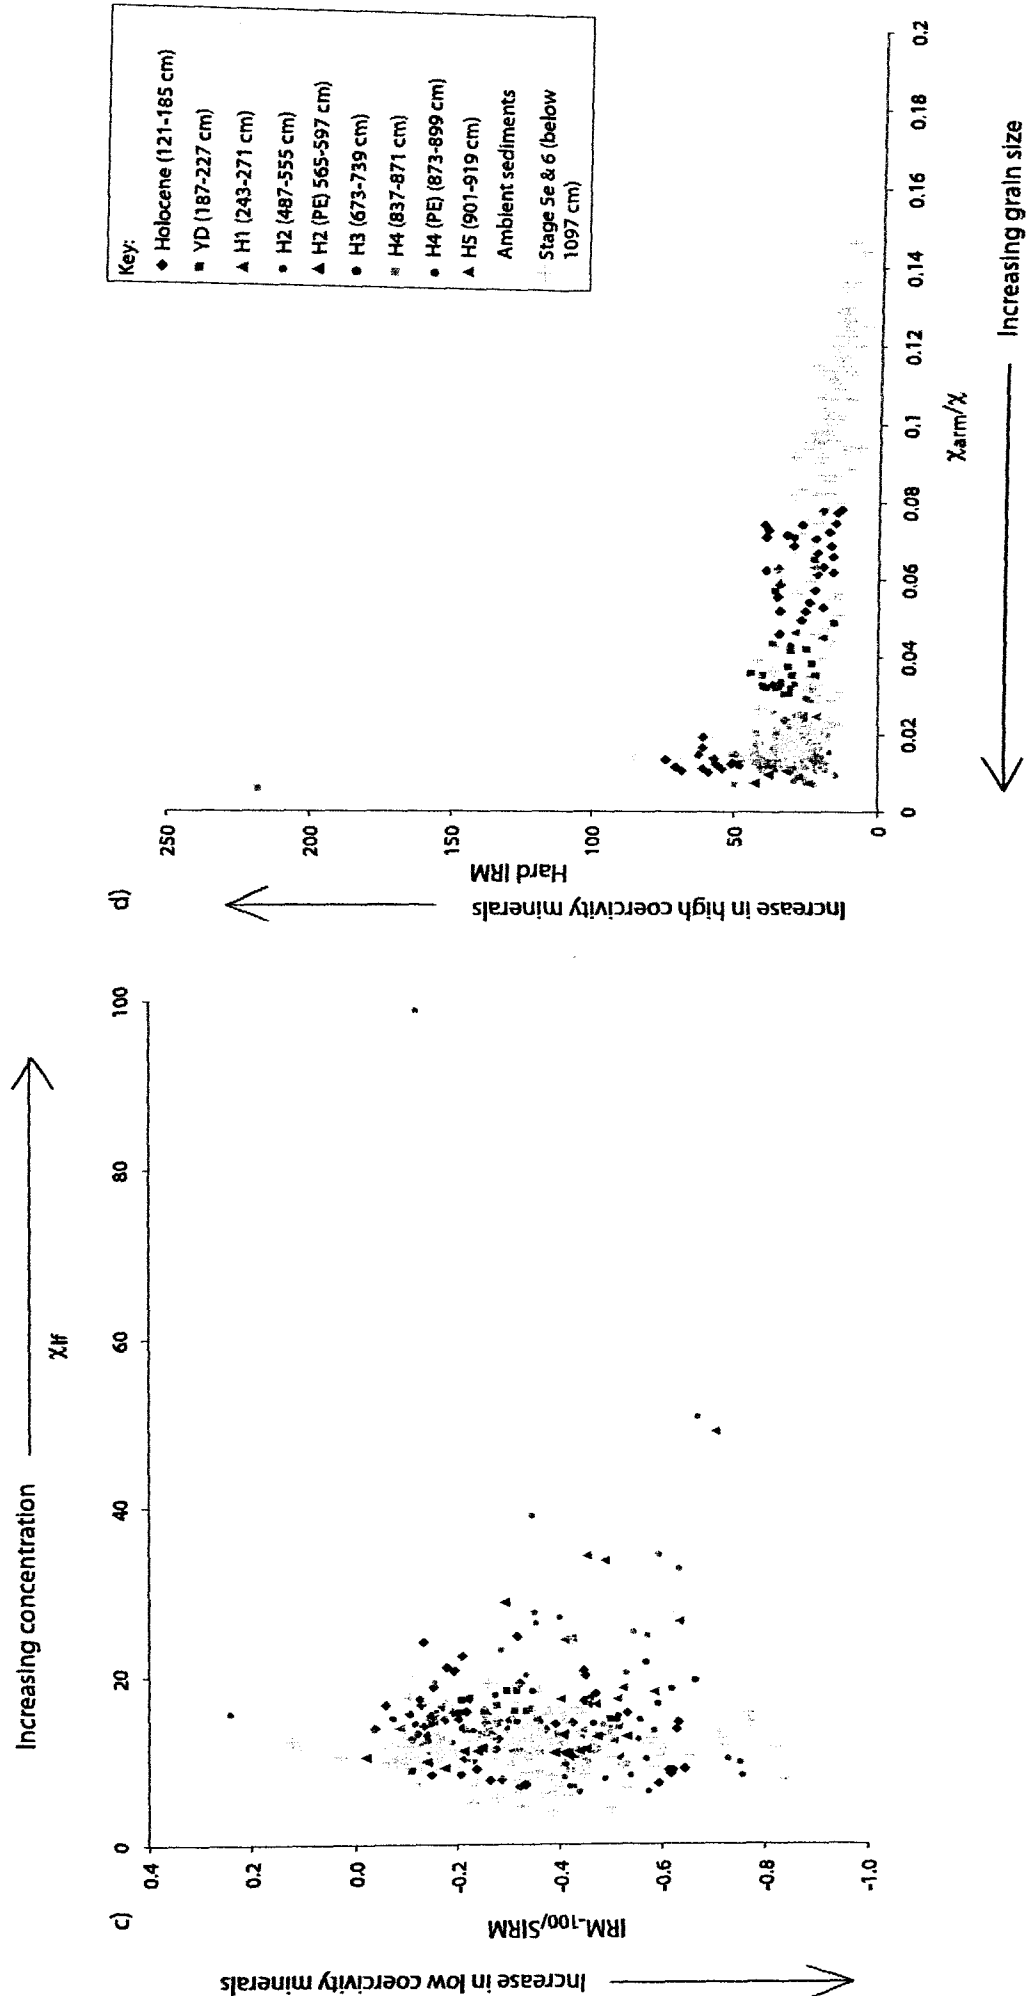 c)
Increasing concentration
χlf
0
20
40
60
80
100
0.4
0.2
0.0
-0.2
-0.4
-0.6
-0.8
-1.0
IRM-100/SIRM
Increase in low coercivity minerals
d)
250
200
150
100
50
0
Hard IRM
Increase in high coercivity minerals
0
0.02
0.04
0.06
0.08
0.1
0.12
0.14
0.16
0.18
0.2
χarm/χ
Increasing grain size
Key:
Holocene (121-185 cm)
YD (187-227 cm)
H1 (243-271 cm)
H2 (487-555 cm)
H2 (PE) 565-597 cm)
H3 (673-739 cm)
H4 (837-871 cm)
H4 (PE) (873-899 cm)
H5 (901-919 cm)
Ambient sediments
Stage 5e & 6 (below
1097 cm)